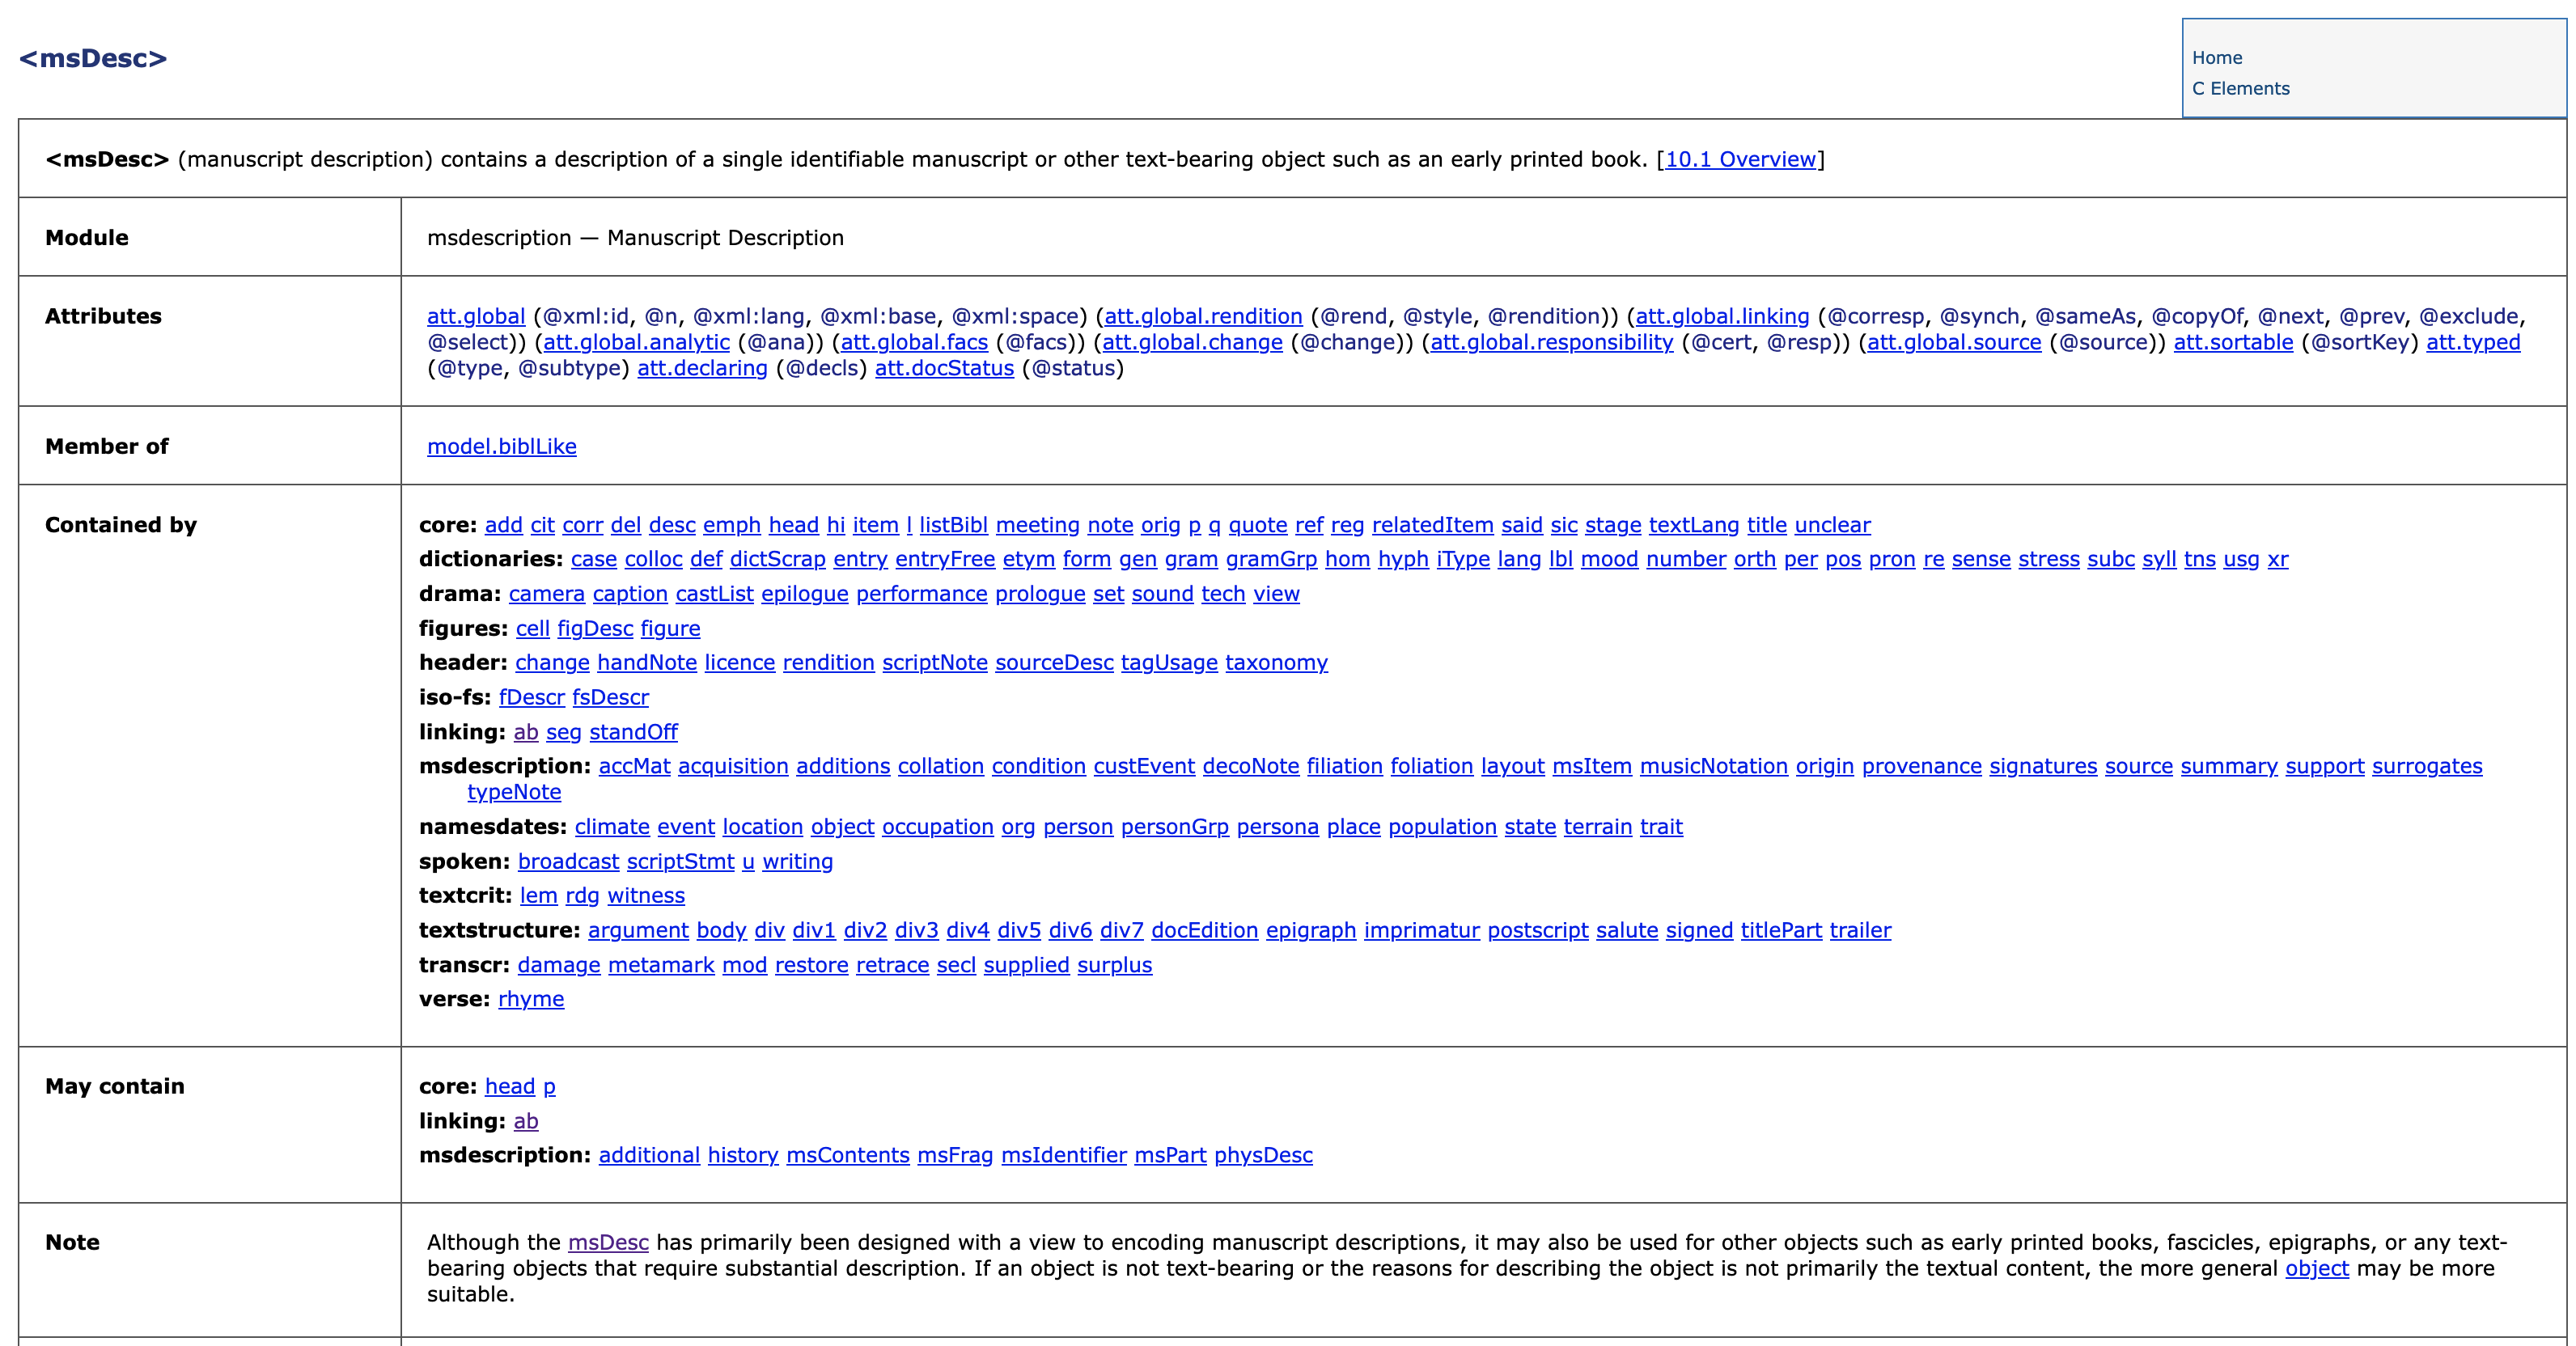 <msDesc>
Home
C Elements
<msDesc> (manuscript description) contains a description of a single identifiable manuscript or other text-bearing object such as an early printed book. [10.1 Overview]
Module
msdescription — Manuscript Description
Attributes
att.global (@xml:id, @n, @xml:lang, @xml:base, @xml:space) (att.global.rendition (@rend, @style, @rendition)) (att.global.linking (@corresp, @synch, @sameAs, @copyOf, @next, @prev, @exclude,
@select)) (att.global.analytic (@ana)) (att.global.facs (@facs)) (att.global.change (@change)) (att.global.responsibility (@cert, @resp)) (att.global.source (@source)) att.sortable (@sortKey) att.typed
(@type, @subtype) att.declaring (@decls) att.docStatus (@status)
Member of
model.biblLike
Contained by
core: add cit corr del desc emph head hi item l listBibl meeting note orig p q quote ref reg relatedItem said sic stage textLang title unclear
dictionaries: case colloc def dictScrap entry entryFree etym form gen gram gramGrp hom hyph iType lang lbl mood number orth per pos pron re sense stress subc syll tns usg xr
drama: camera caption castList epilogue performance prologue set sound tech view
figures: cell figDesc figure
header: change handNote licence rendition scriptNote sourceDesc tagUsage taxonomy
iso-fs: fDescr fsDescr
linking: ab seg standOff
msdescription: accMat acquisition additions collation condition custEvent decoNote filiation foliation layout msItem musicNotation origin provenance signatures source summary support surrogates
typeNote
namesdates: climate event location object occupation org person personGrp persona place population state terrain trait
spoken: broadcast scriptStmt u writing
textcrit: lem rdg witness
textstructure: argument body div div1 div2 div3 div4 div5 div6 div7 docEdition epigraph imprimatur postscript salute signed titlePart trailer
transcr: damage metamark mod restore retrace secl supplied surplus
verse: rhyme
May contain
core: head p
linking: ab
msdescription: additional history msContents msFrag msIdentifier msPart physDesc
Note
Although the msDesc has primarily been designed with a view to encoding manuscript descriptions, it may also be used for other objects such as early printed books, fascicles, epigraphs, or any text-
bearing objects that require substantial description. If an object is not text-bearing or the reasons for describing the object is not primarily the textual content, the more general object may be more
suitable.